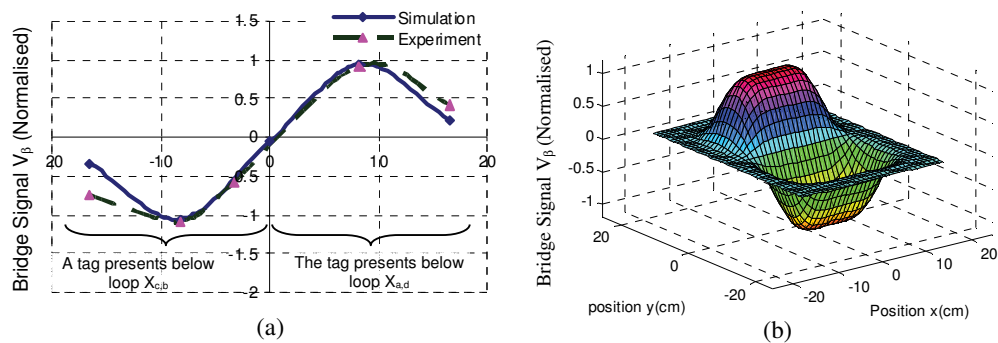 Simulation
Experiment
Bridge Signal Vβ (Normalised)
1.5
1
0.5
0
20
-10
0
10
20
-0.5
-1
-1.5
-2
A tag presents below
loop Xc,b
The tag presents below
loop Xa,d
(a)
Bridge Signal Vβ (Normalised)
1
0.5
0
-0.5
-1
20
0
-20
position y(cm)
-20
-10
0
10
20
Position x(cm)
(b)